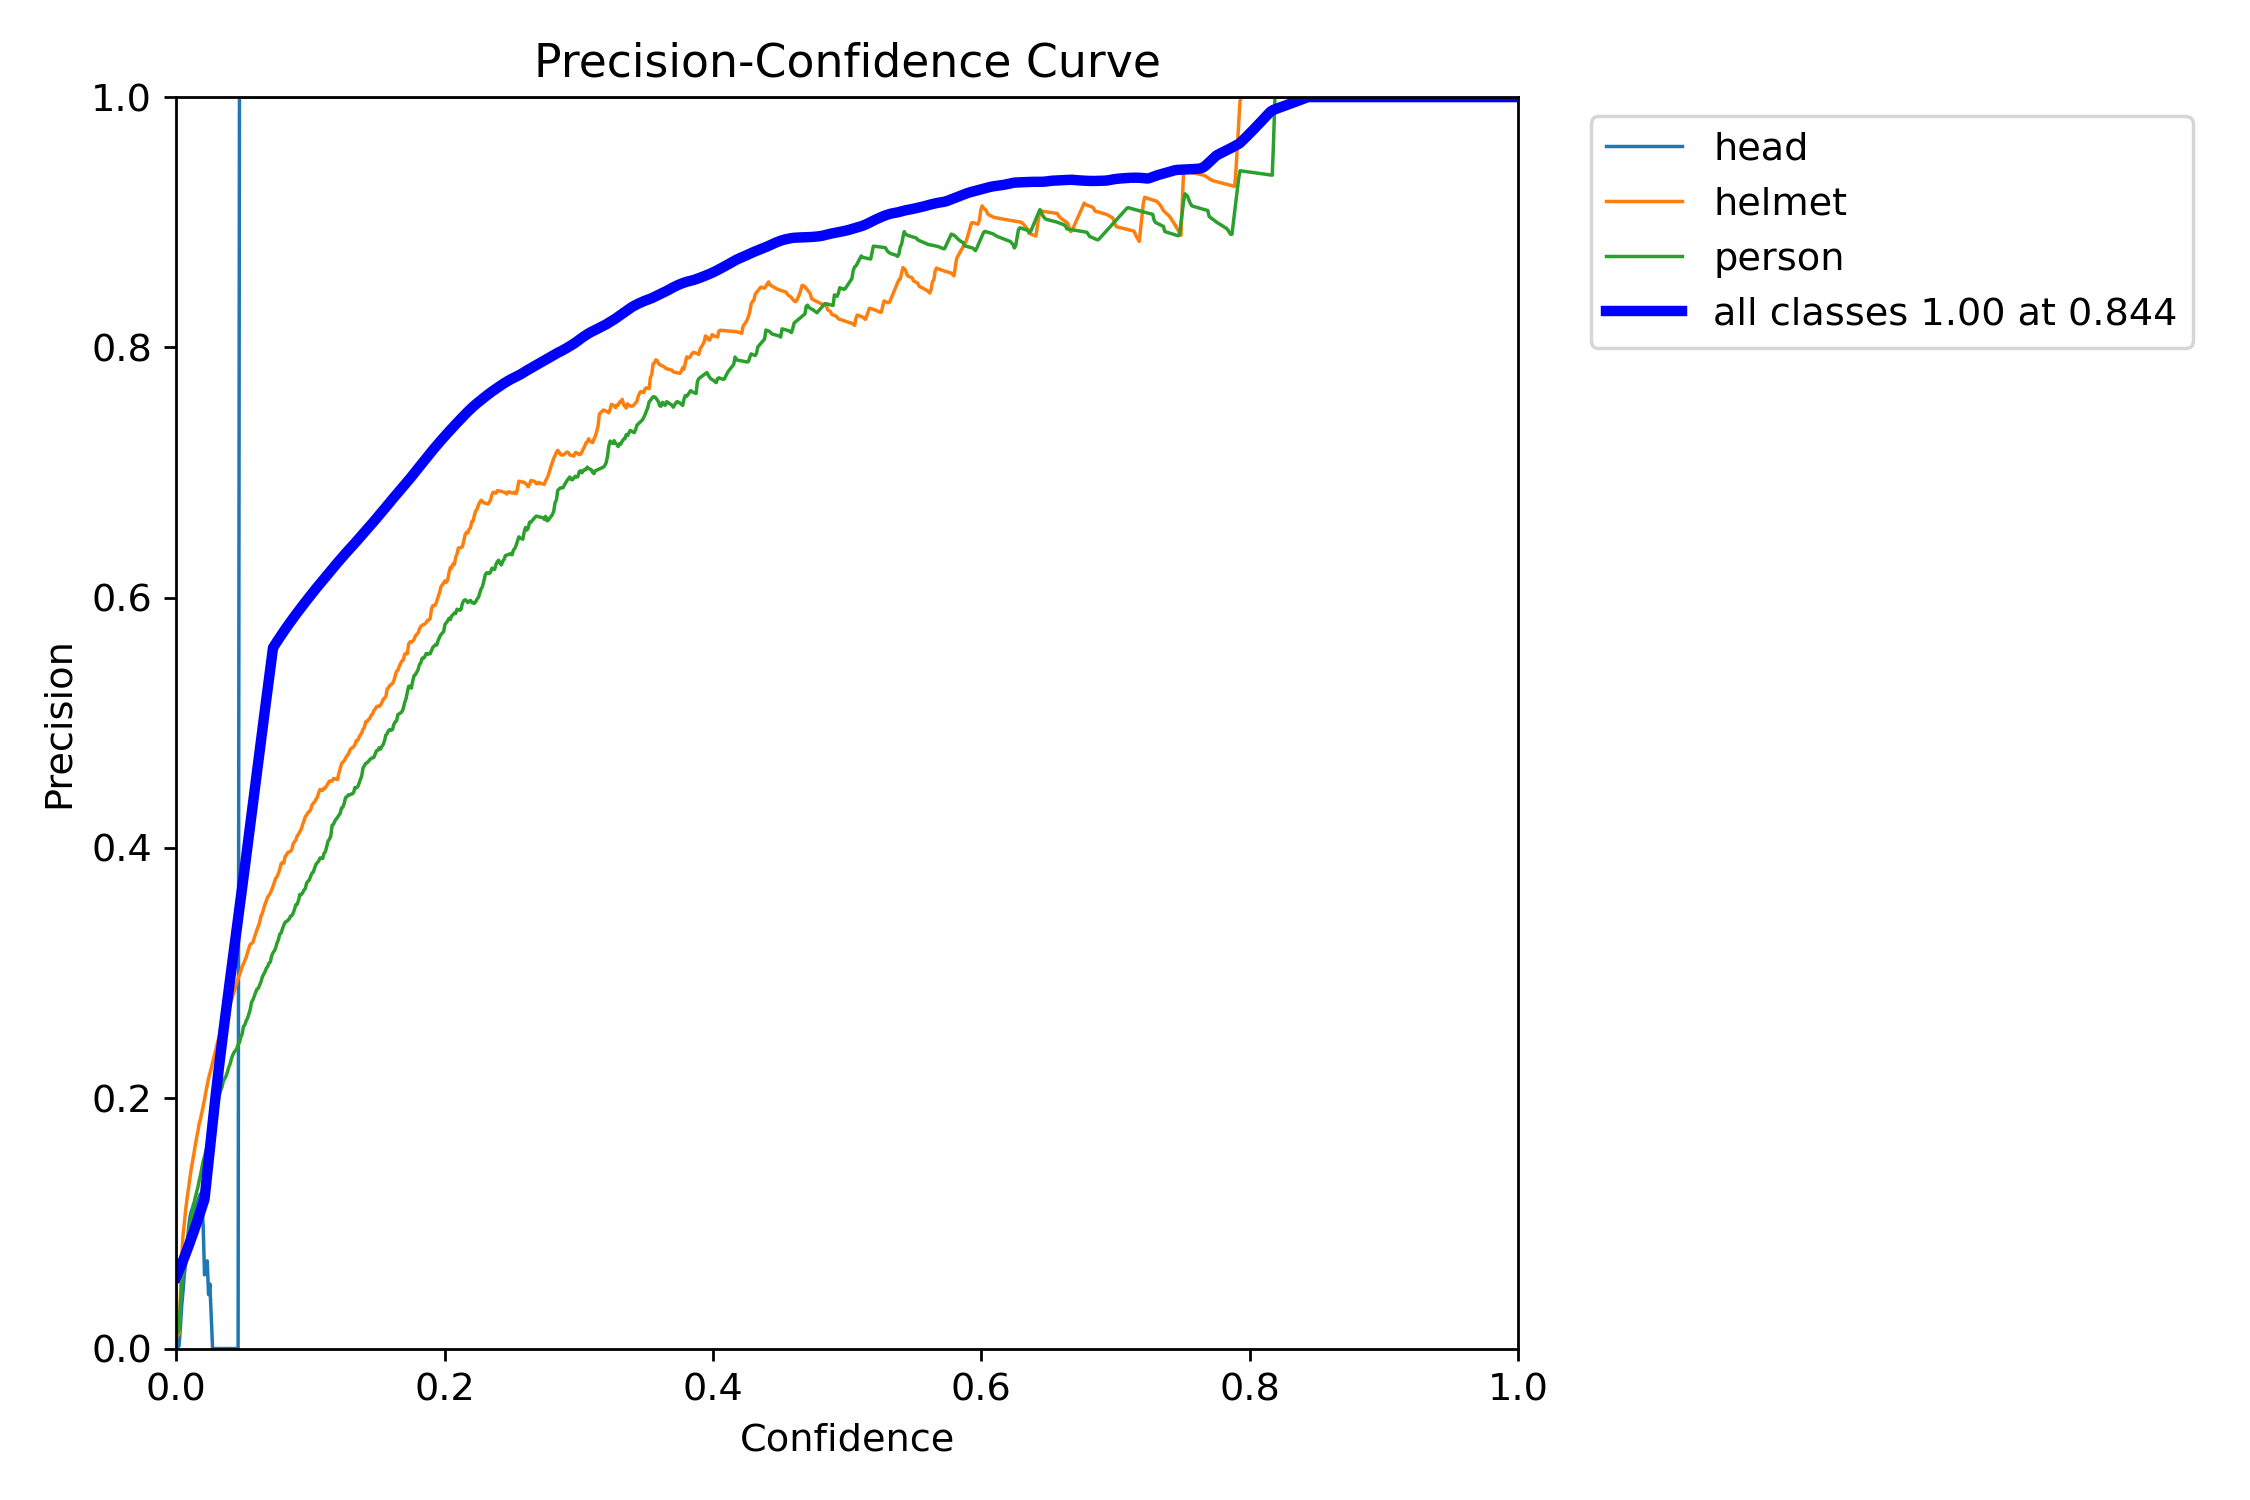 Precision-Confidence Curve
1.0
0.8
0.6
0.4
0.2
0.0
Precision
0.0 0.2 0.4 0.6 0.8 1.0
Confidence
head
helmet
person
all classes 1.00 at 0.844